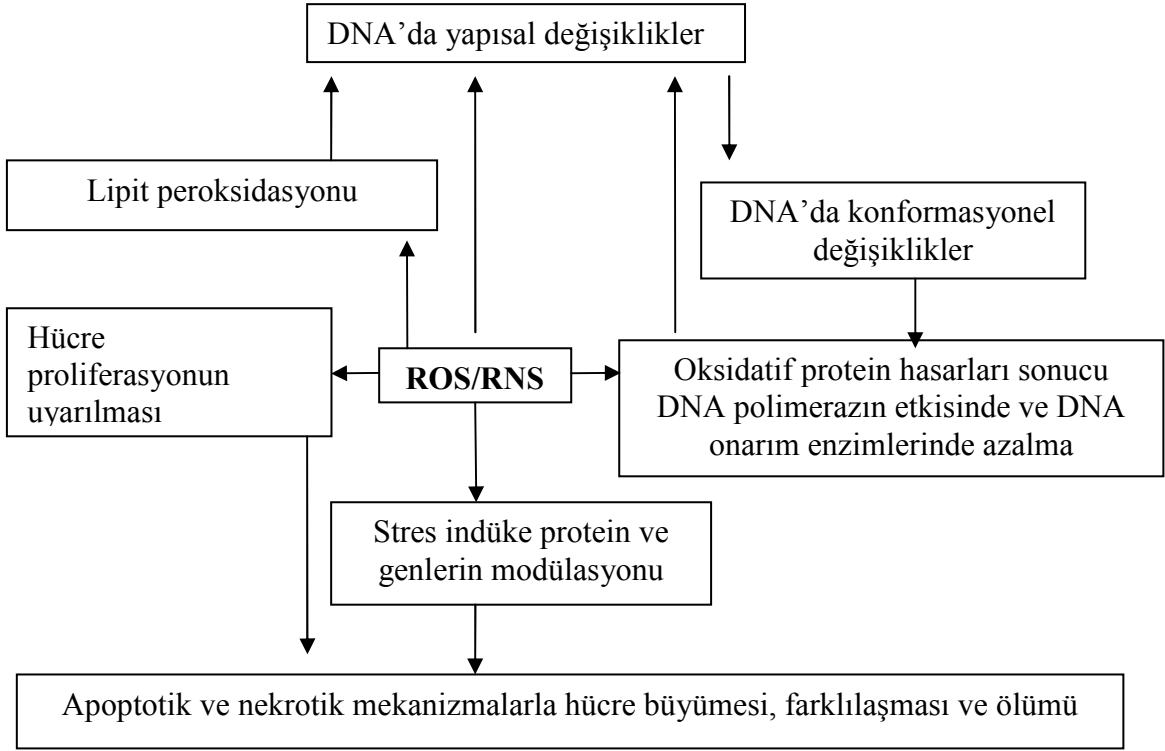 DNA’da yapısal değişiklikler
Lipit peroksidasyonu
DNA’da konformasyonel
değişiklikler
Hücre
proliferasyonun
uyarılması
ROS/RNS
Oksidatif protein hasarları sonucu
DNA polimerazın etkisinde ve DNA
onarım enzimlerinde azalma
Stres indüke protein ve
genlerin modülasyonu
Apoptotik ve nekrotik mekanizmalarla hücre büyümesi, farklılaşması ve ölümü